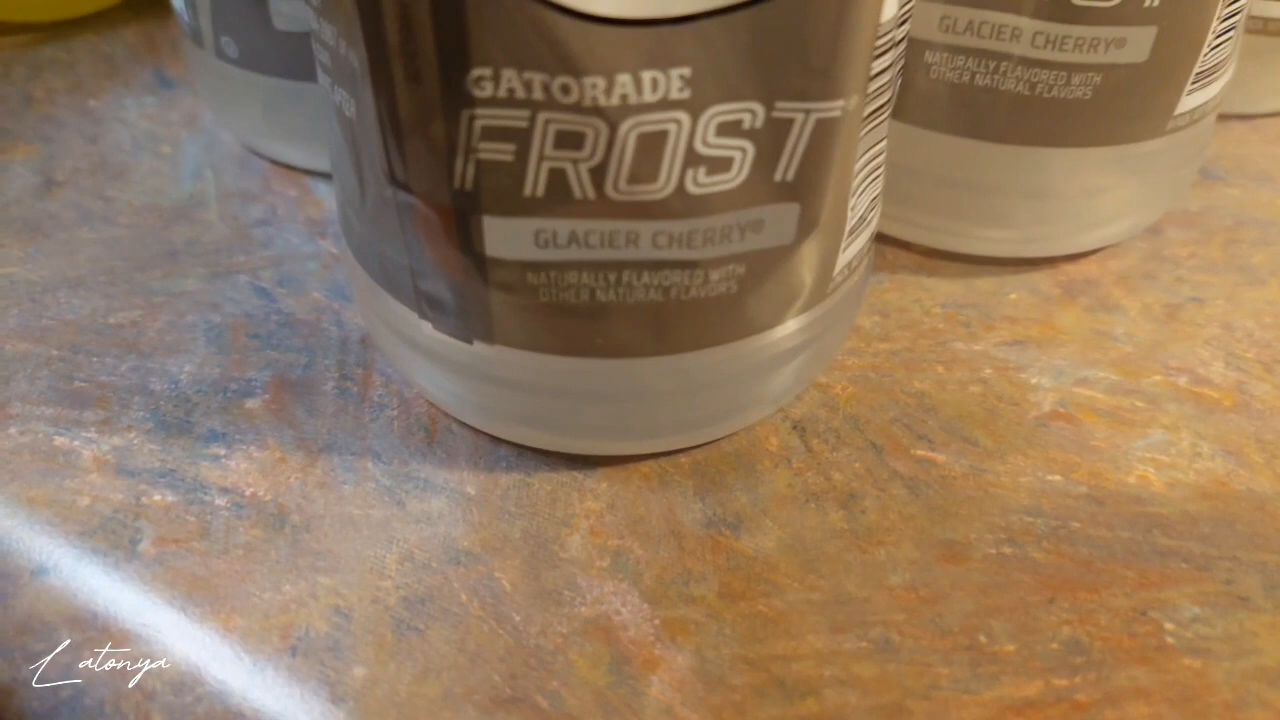 GATORADE
FROST
GLACIER CHERRY®
NATURALLY FLAVORED WITH
OTHER NATURAL FLAVORS
GLACIER CHERRY®
NATURALLY FLAVORED WITH
OTHER NATURAL FLAVORS
Latonya